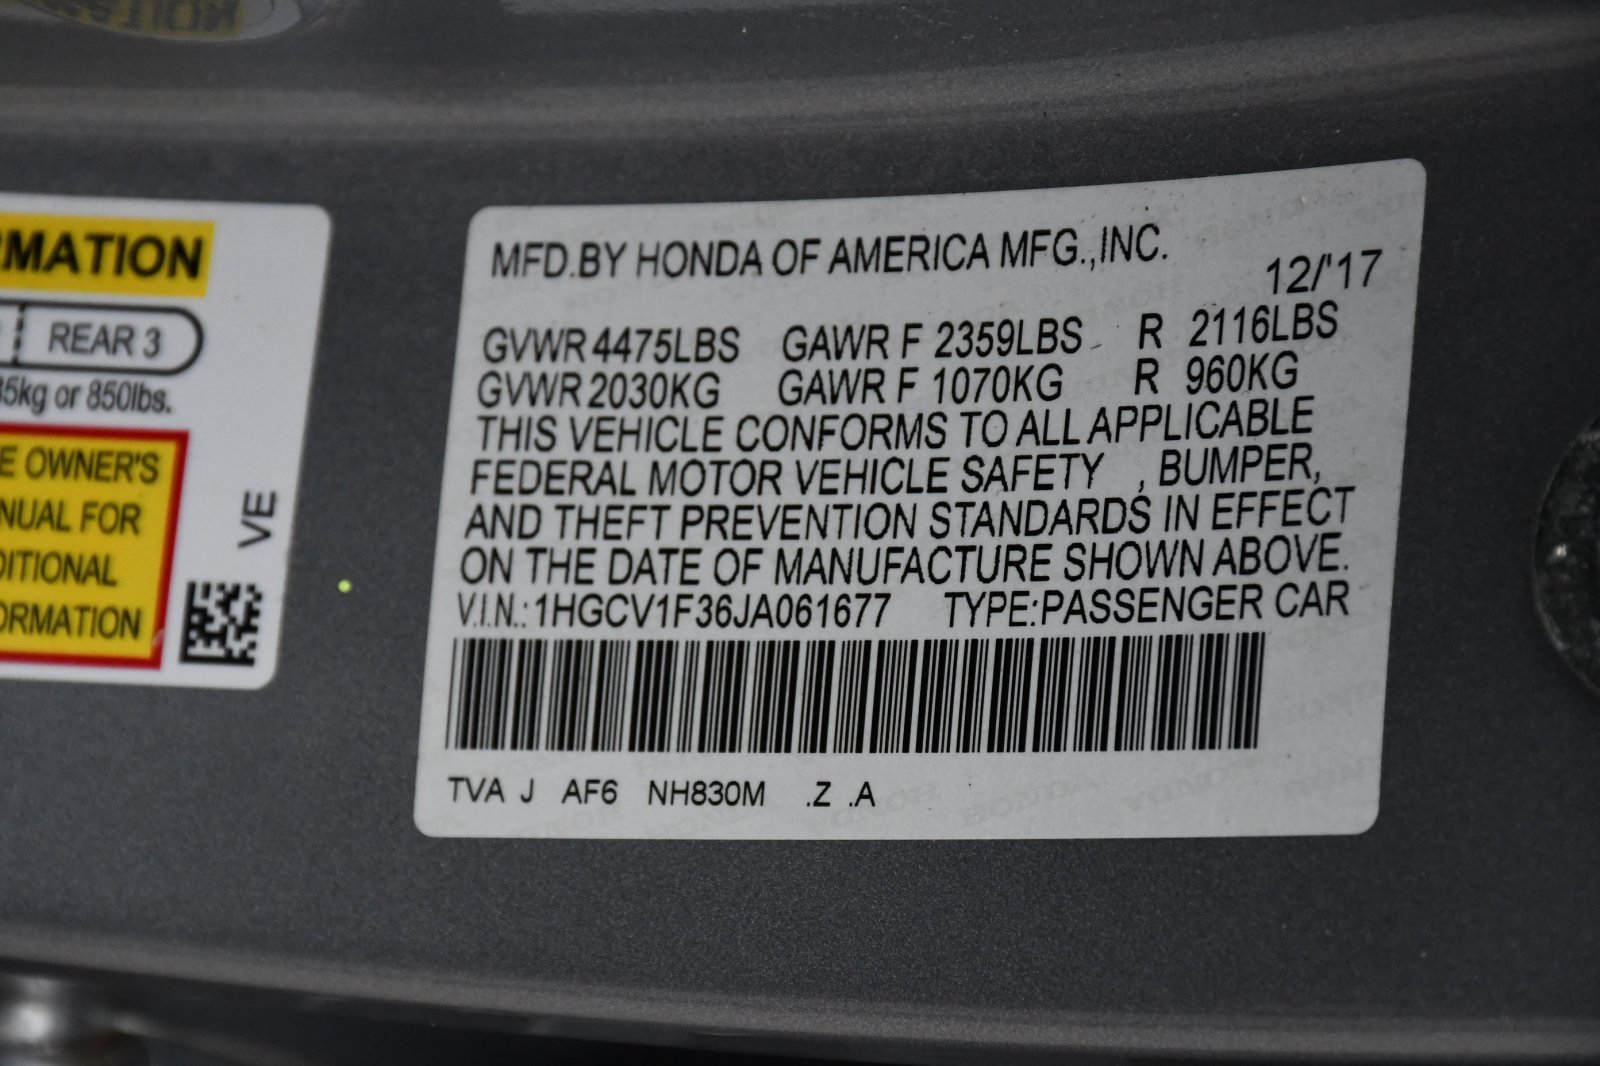 RMATION
REAR 3
35kg or 850lbs.
E OWNER'S
NUAL FOR
DITIONAL
ORMATION
VE
MFD.BY HONDA OF AMERICA MFG.,INC.
12/'17
GVWR 4475LBS GAWR F 2359LBS R 2116LBS
GVWR 2030KG GAWR F 1070KG R 960KG
THIS VEHICLE CONFORMS TO ALL APPLICABLE
FEDERAL MOTOR VEHICLE SAFETY , BUMPER,
AND THEFT PREVENTION STANDARDS IN EFFECT
ON THE DATE OF MANUFACTURE SHOWN ABOVE.
V.I.N.: 1HGCV1F36JA061677 TYPE:PASSENGER CAR
TVA J AF6 NH830M .Z .A